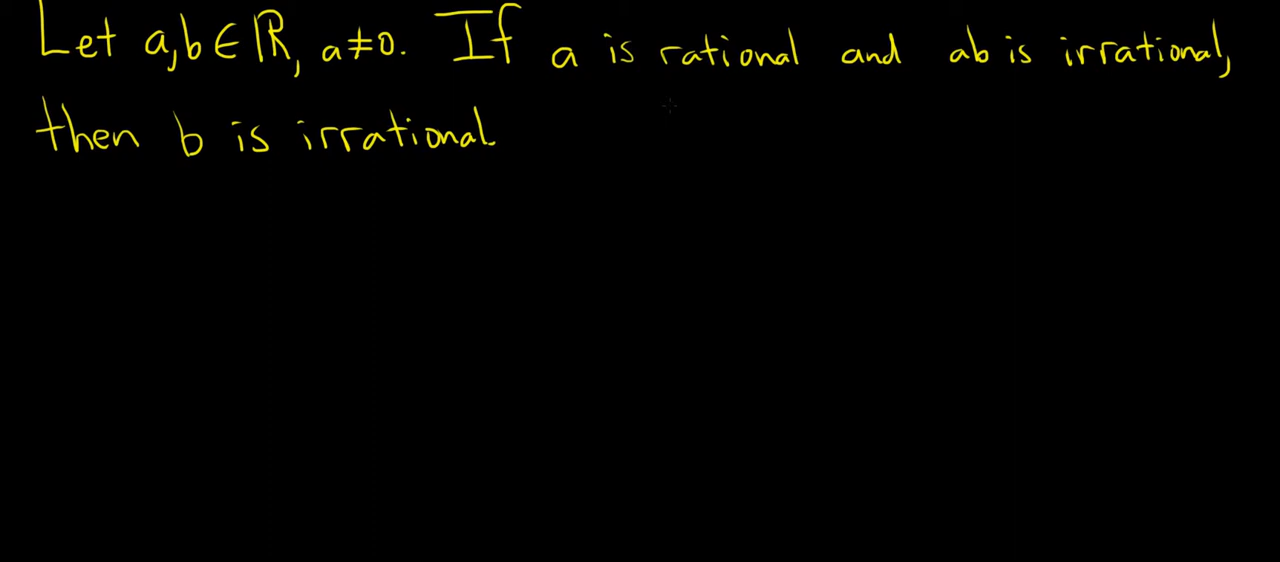 Let a,b ∈ ℝ, a≠0. If a is rational and ab is irrational,
then b is irrational.